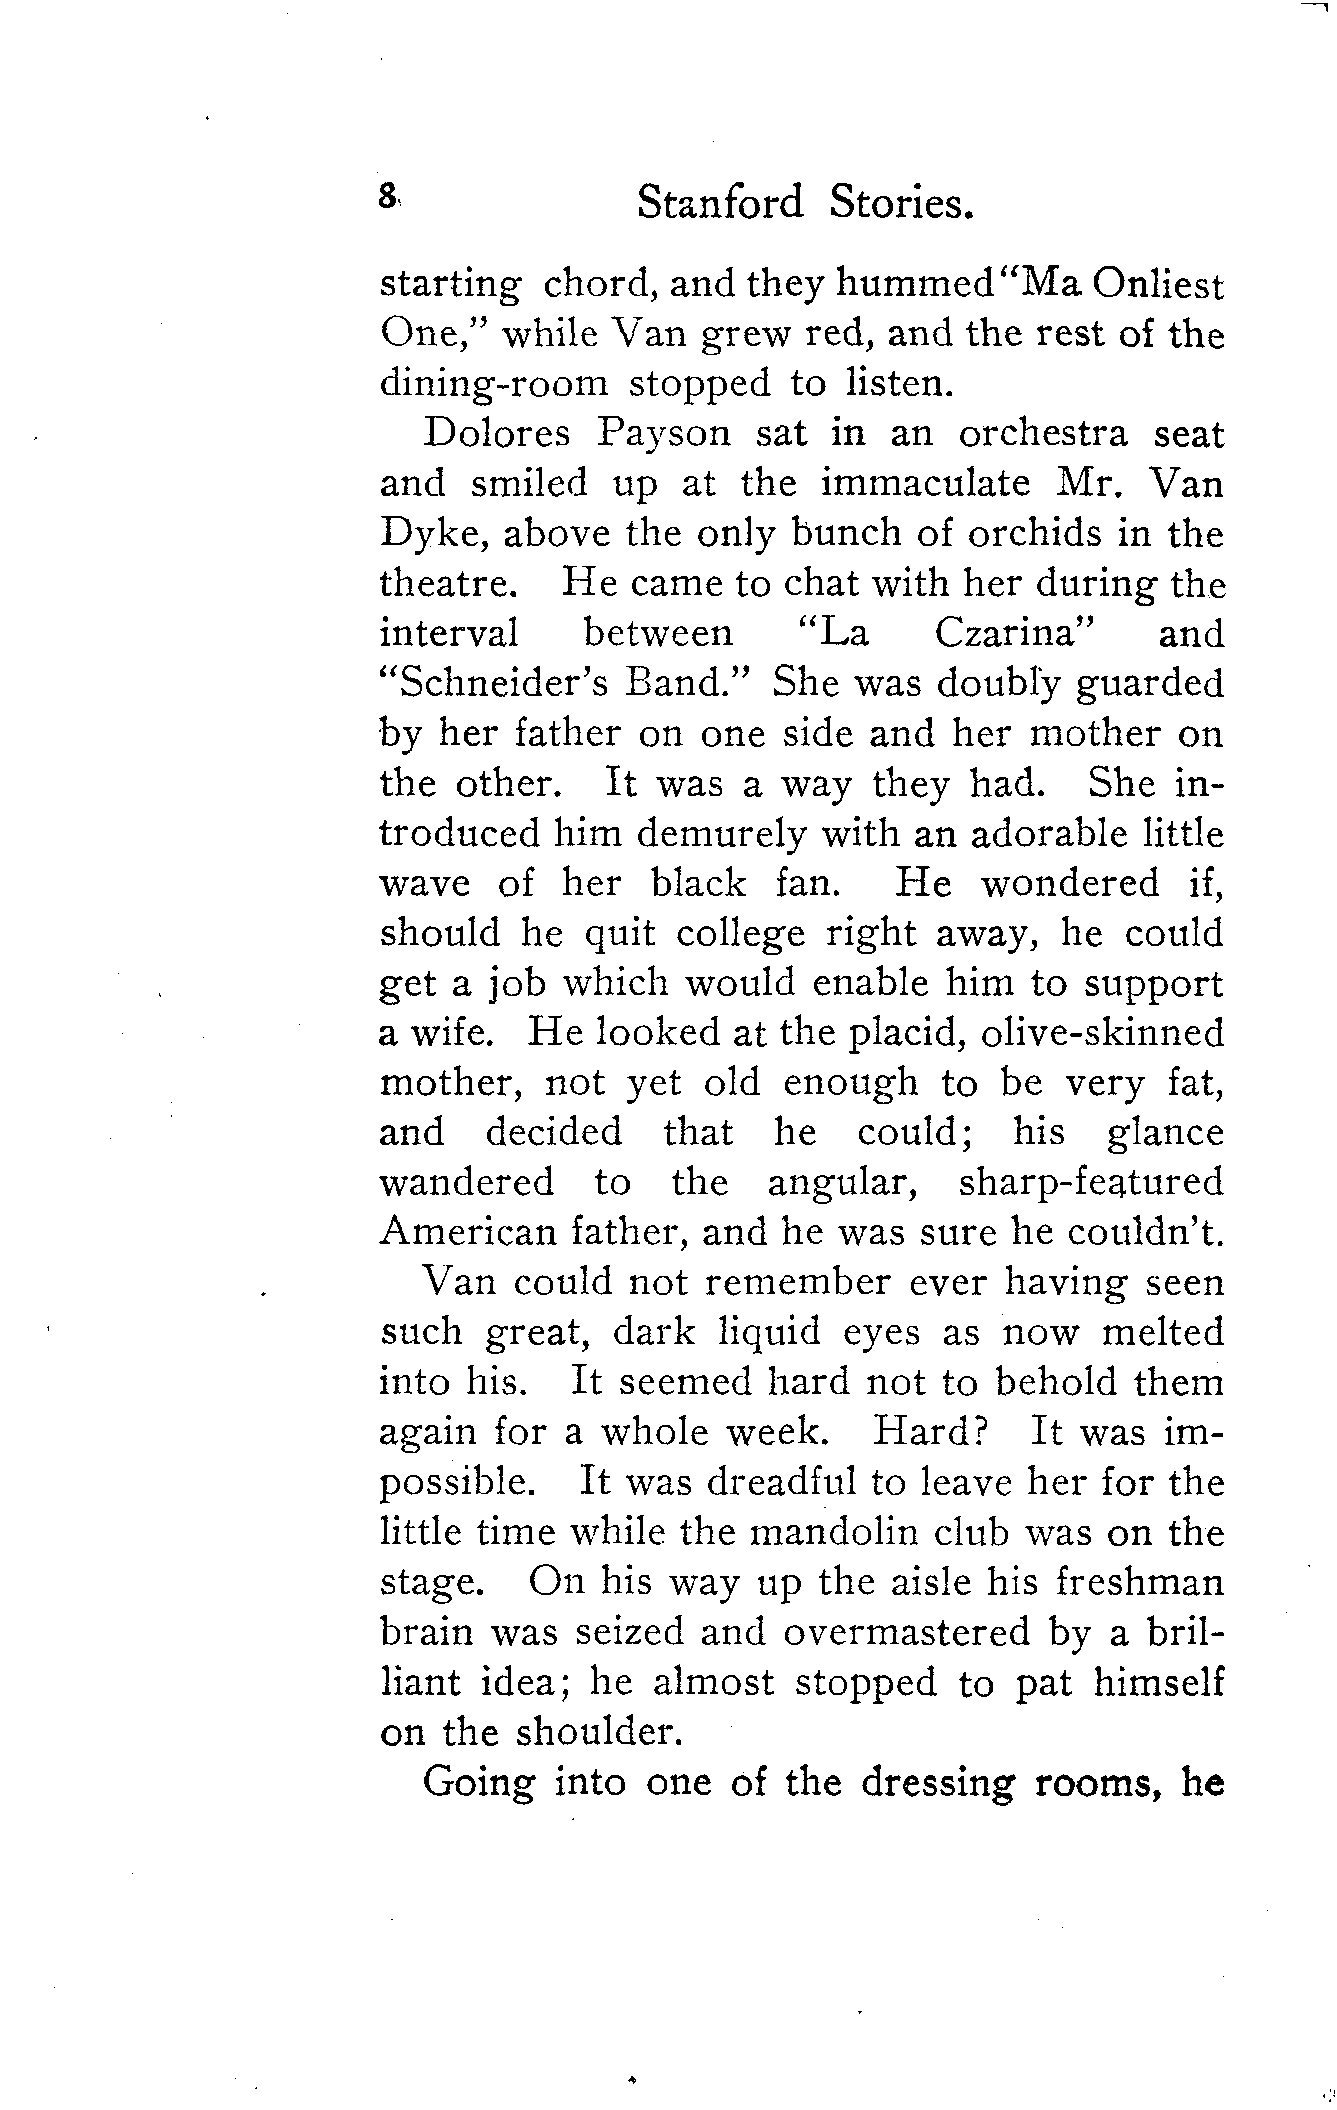 8 Stanford Stories.
starting chord, and they hummed "Ma Onliest
One," while Van grew red, and the rest of the
dining-room stopped to listen.
Dolores Payson sat in an orchestra seat
and smiled up at the immaculate Mr. Van
Dyke, above the only bunch of orchids in the
theatre. He came to chat with her during the
interval between "La Czarina" and
"Schneider's Band." She was doubly guarded
by her father on one side and her mother on
the other. It was a way they had. She in-
troduced him demurely with an adorable little
wave of her black fan. He wondered if,
should he quit college right away, he could
get a job which would enable him to support
a wife. He looked at the placid, olive-skinned
mother, not yet old enough to be very fat,
and decided that he could; his glance
wandered to the angular, sharp-featured
American father, and he was sure he couldn't.
Van could not remember ever having seen
such great, dark liquid eyes as now melted
into his. It seemed hard not to behold them
again for a whole week. Hard? It was im-
possible. It was dreadful to leave her for the
little time while the mandolin club was on the
stage. On his way up the aisle his freshman
brain was seized and overmastered by a bril-
liant idea; he almost stopped to pat himself
on the shoulder.
Going into one of the dressing rooms, he